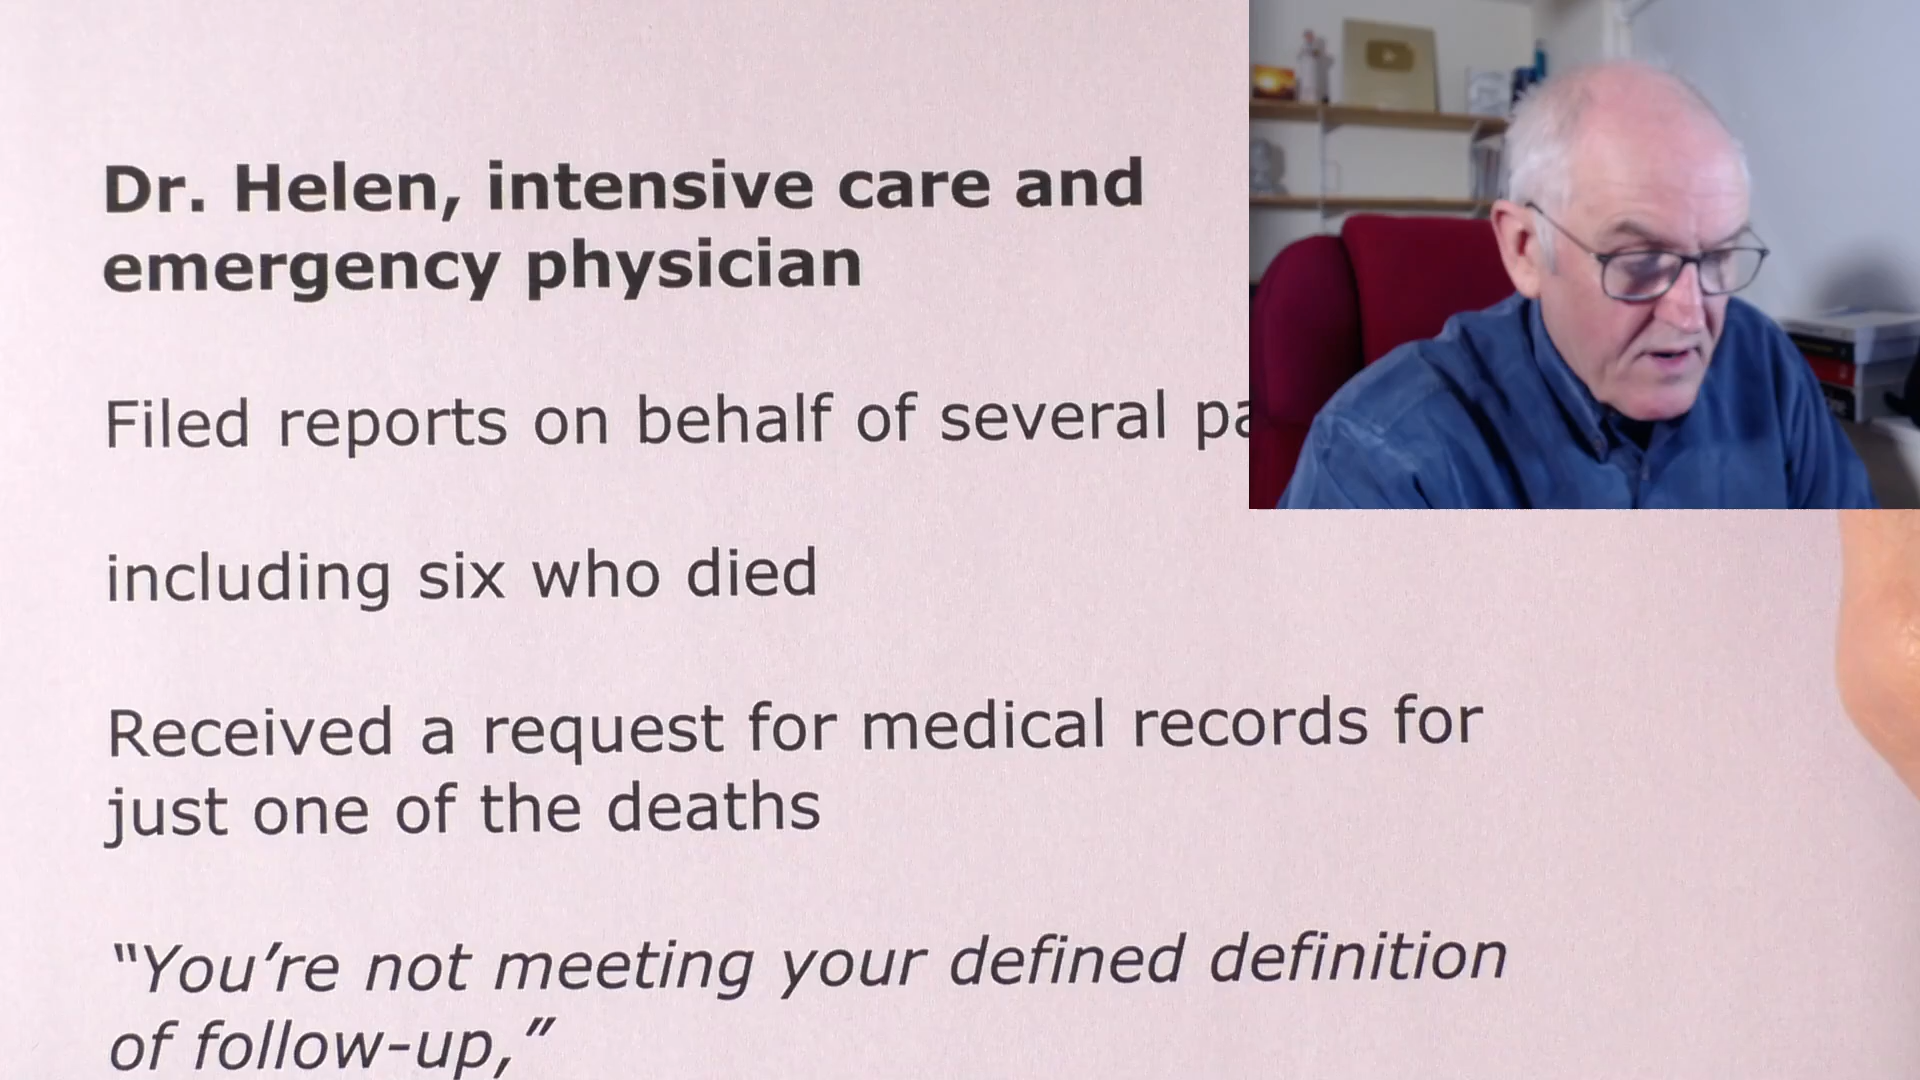 Dr. Helen, intensive care and
emergency physician
Filed reports on behalf of several
including six who died
Received a request for medical records for
just one of the deaths
“You’re not meeting your defined definition
of follow-up,”